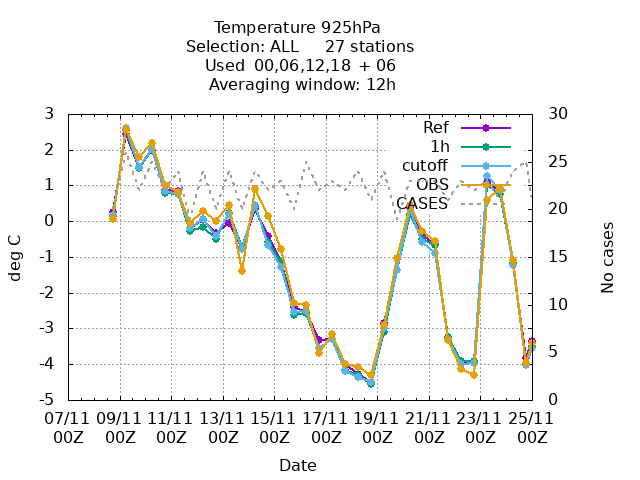 Temperature 925hPa
Selection: ALL 27 stations
Used 00,06,12,18 + 06
Averaging window: 12h
Ref
1h
cutoff
OBS
CASES
3
2
1
0
-1
-2
-3
-4
-5
deg C
30
25
20
15
10
5
0
No cases
07/11 09/11 11/11 13/11 15/11 17/11 19/11 21/11 23/11 25/11
00Z 00Z 00Z 00Z 00Z 00Z 00Z 00Z 00Z 00Z
Date